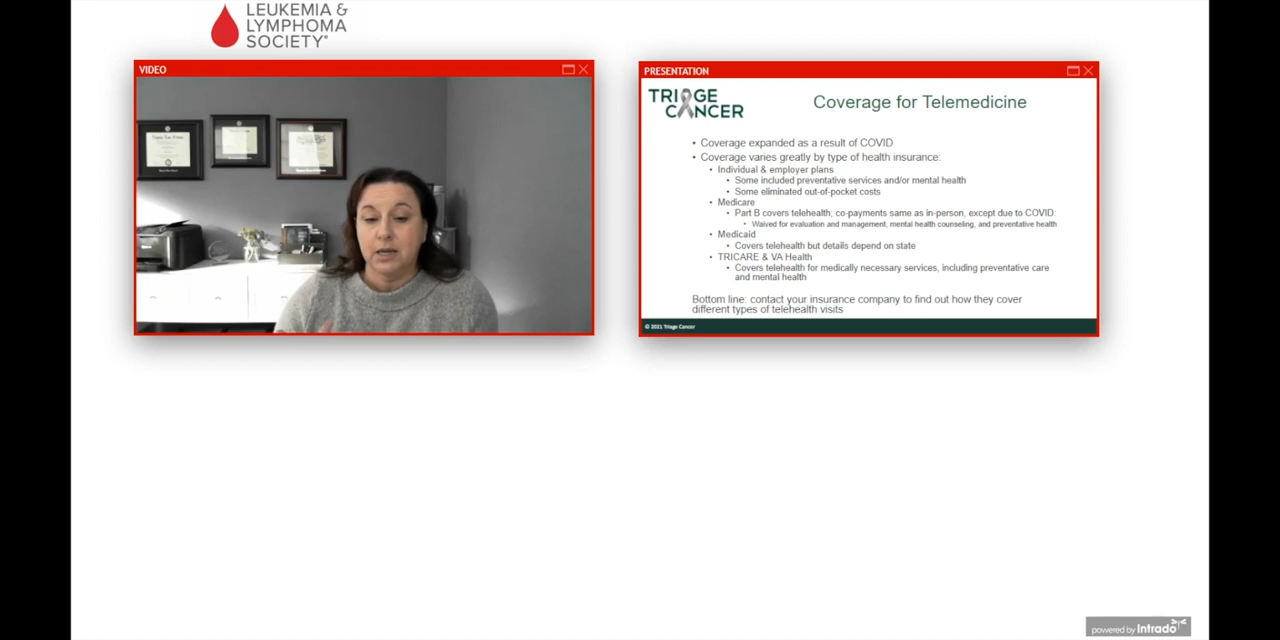 LEUKEMIA &
LYMPHOMA
SOCIETY®
VIDEO
PRESENTATION
TRIAGE
CANCER
Coverage for Telemedicine
• Coverage expanded as a result of COVID
• Coverage varies greatly by type of health insurance:
• Individual & employer plans
• Some included preventative services and/or mental health
• Some eliminated out-of-pocket costs
• Medicare
• Part B covers telehealth; co-payments same as in-person, except due to COVID:
• Waived for evaluation and management, mental health counseling, and preventative health
• Medicaid
• Covers telehealth but details depend on state
• TRICARE & VA Health
• Covers telehealth for medically necessary services, including preventative care
and mental health
Bottom line: contact your insurance company to find out how they cover
different types of telehealth visits
© 2021 Triage Cancer
powered by Intrado